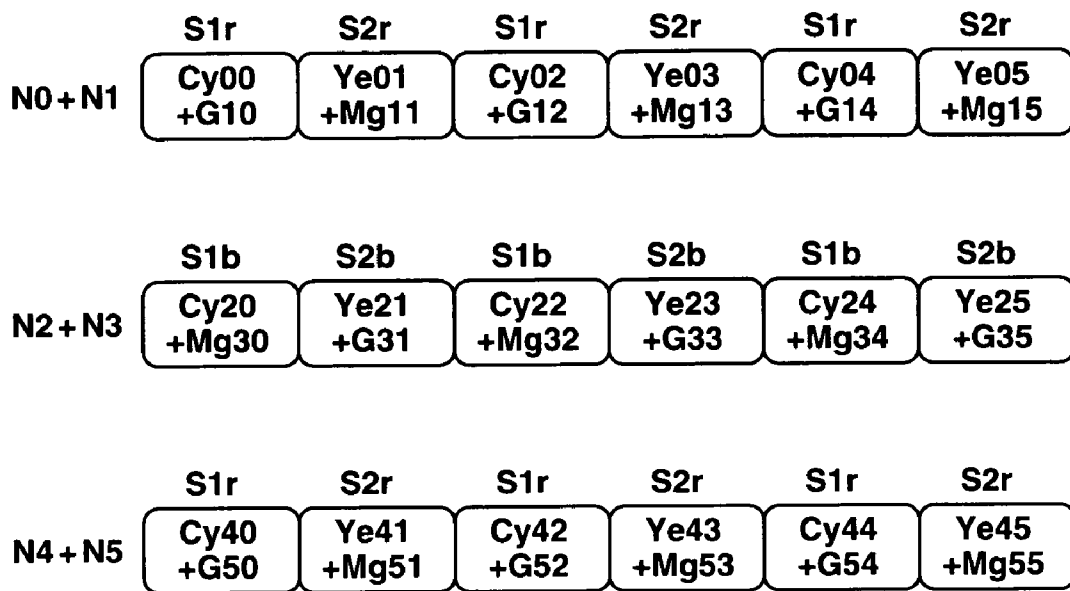 S1r S2r S1r S2r S1r S2r
N0+N1 Cy00 Ye01 Cy02 Ye03 Cy04 Ye05
+G10 +Mg11 +G12 +Mg13 +G14 +Mg15
S1b S2b S1b S2b S1b S2b
N2+N3 Cy20 Ye21 Cy22 Ye23 Cy24 Ye25
+Mg30 +G31 +Mg32 +G33 +Mg34 +G35
S1r S2r S1r S2r S1r S2r
N4+N5 Cy40 Ye41 Cy42 Ye43 Cy44 Ye45
+G50 +Mg51 +G52 +Mg53 +G54 +Mg55